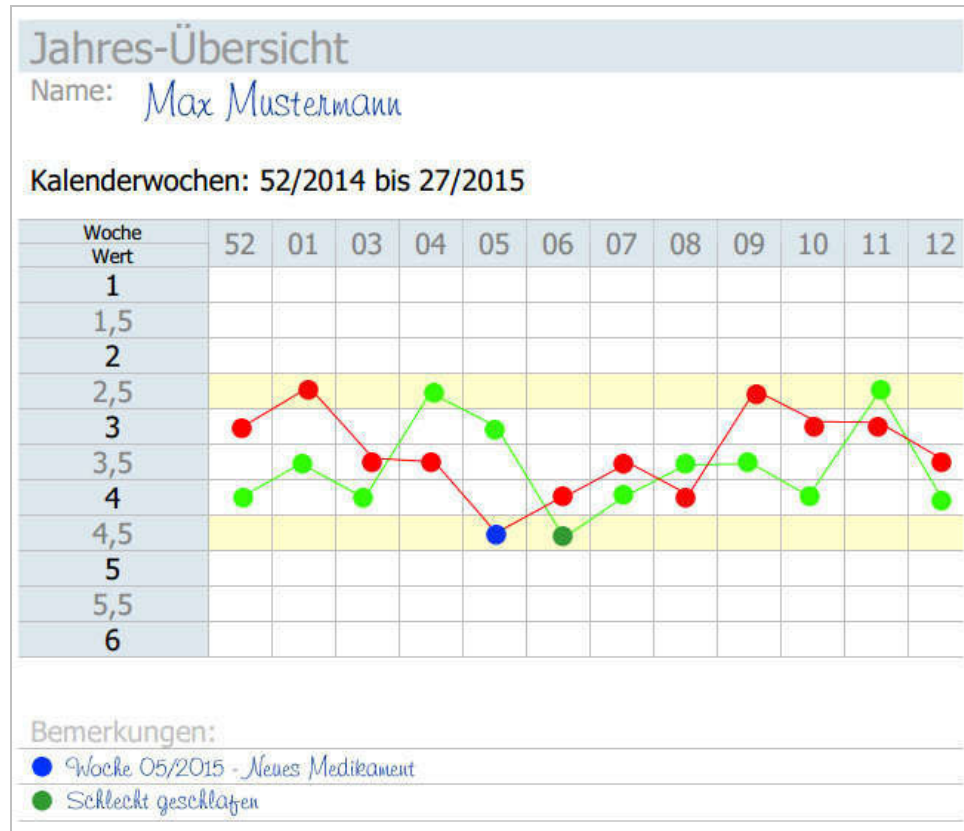 Jahres-Übersicht
Name: Max Mustermann
Kalenderwochen: 52/2014 bis 27/2015
Woche
Wert
52 01 03 04 05 06 07 08 09 10 11 12
1
1,5
2
2,5
3
3,5
4
4,5
5
5,5
6
Bemerkungen:
Woche 05/2015 - Neues Medikament
Schlecht geschlafen